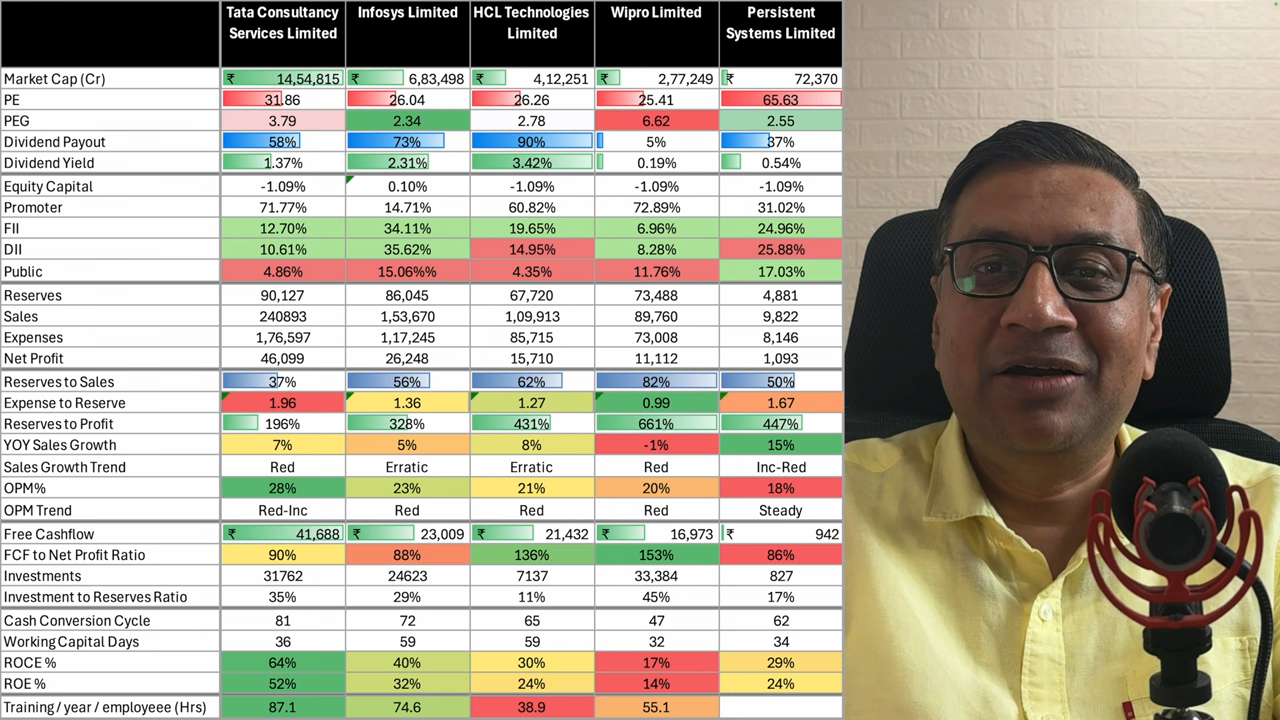 Tata Consultancy Services Limited Infosys Limited HCL Technologies Limited Wipro Limited Persistent Systems Limited
Market Cap (Cr) ₹ 14,54,815 ₹ 6,83,498 ₹ 4,12,251 ₹ 2,77,249 ₹ 72,370
PE 31.86 26.04 26.26 25.41 65.63
PEG 3.79 2.34 2.78 6.62 2.55
Dividend Payout 58% 73% 90% 5% 37%
Dividend Yield 1.37% 2.31% 3.42% 0.19% 0.54%
Equity Capital -1.09% 0.10% -1.09% -1.09% -1.09%
Promoter 71.77% 14.71% 60.82% 72.89% 31.02%
FII 12.70% 34.11% 19.65% 6.96% 24.96%
DII 10.61% 35.62% 14.95% 8.28% 25.88%
Public 4.86% 15.06%% 4.35% 11.76% 17.03%
Reserves 90,127 86,045 67,720 73,488 4,881
Sales 240893 1,53,670 1,09,913 89,760 9,822
Expenses 1,76,597 1,17,245 85,715 73,008 8,146
Net Profit 46,099 26,248 15,710 11,112 1,093
Reserves to Sales 37% 56% 62% 82% 50%
Expense to Reserve 1.96 1.36 1.27 0.99 1.67
Reserves to Profit 196% 328% 431% 661% 447%
YOY Sales Growth 7% 5% 8% -1% 15%
Sales Growth Trend Red Erratic Erratic Red Inc-Red
OPM% 28% 23% 21% 20% 18%
OPM Trend Red-Inc Red Red Red Steady
Free Cashflow ₹ 41,688 ₹ 23,009 ₹ 21,432 ₹ 16,973 ₹ 942
FCF to Net Profit Ratio 90% 88% 136% 153% 86%
Investments 31762 24623 7137 33,384 827
Investment to Reserves Ratio 35% 29% 11% 45% 17%
Cash Conversion Cycle 81 72 65 47 62
Working Capital Days 36 59 59 32 34
ROCE % 64% 40% 30% 17% 29%
ROE % 52% 32% 24% 14% 24%
Training / year / employeee (Hrs) 87.1 74.6 38.9 55.1